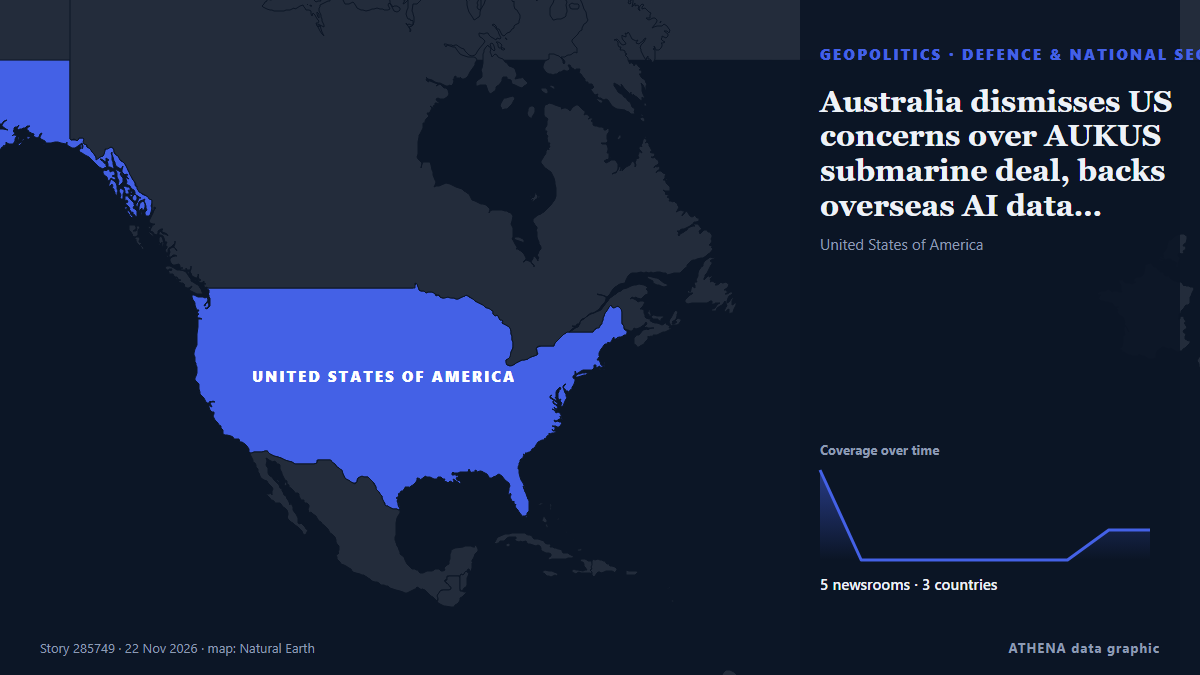 GEOPOLITICS · DEFENCE & NATIONAL SEC
Australia dismisses US
concerns over AUKUS
submarine deal, backs
overseas AI data...
United States of America
UNITED STATES OF AMERICA
Coverage over time
5 newsrooms · 3 countries
Story 285749 · 22 Nov 2026 · map: Natural Earth
ATHENA data graphic